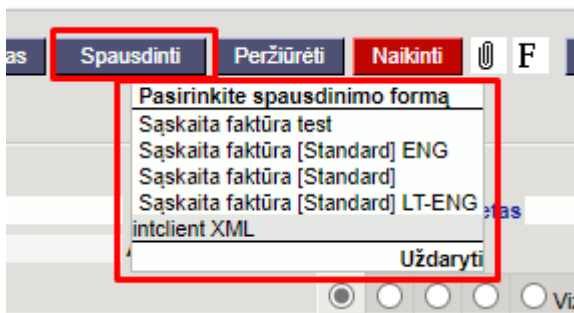 as Spausdinti Peržiūrėti Naikinti F
Pasirinkite spausdinimo formą
Sąskaita faktūra test
Sąskaita faktūra [Standard] ENG
Sąskaita faktūra [Standard]
Sąskaita faktūra [Standard] LT-ENG
etas
intclient XML
Uždaryti
Viz